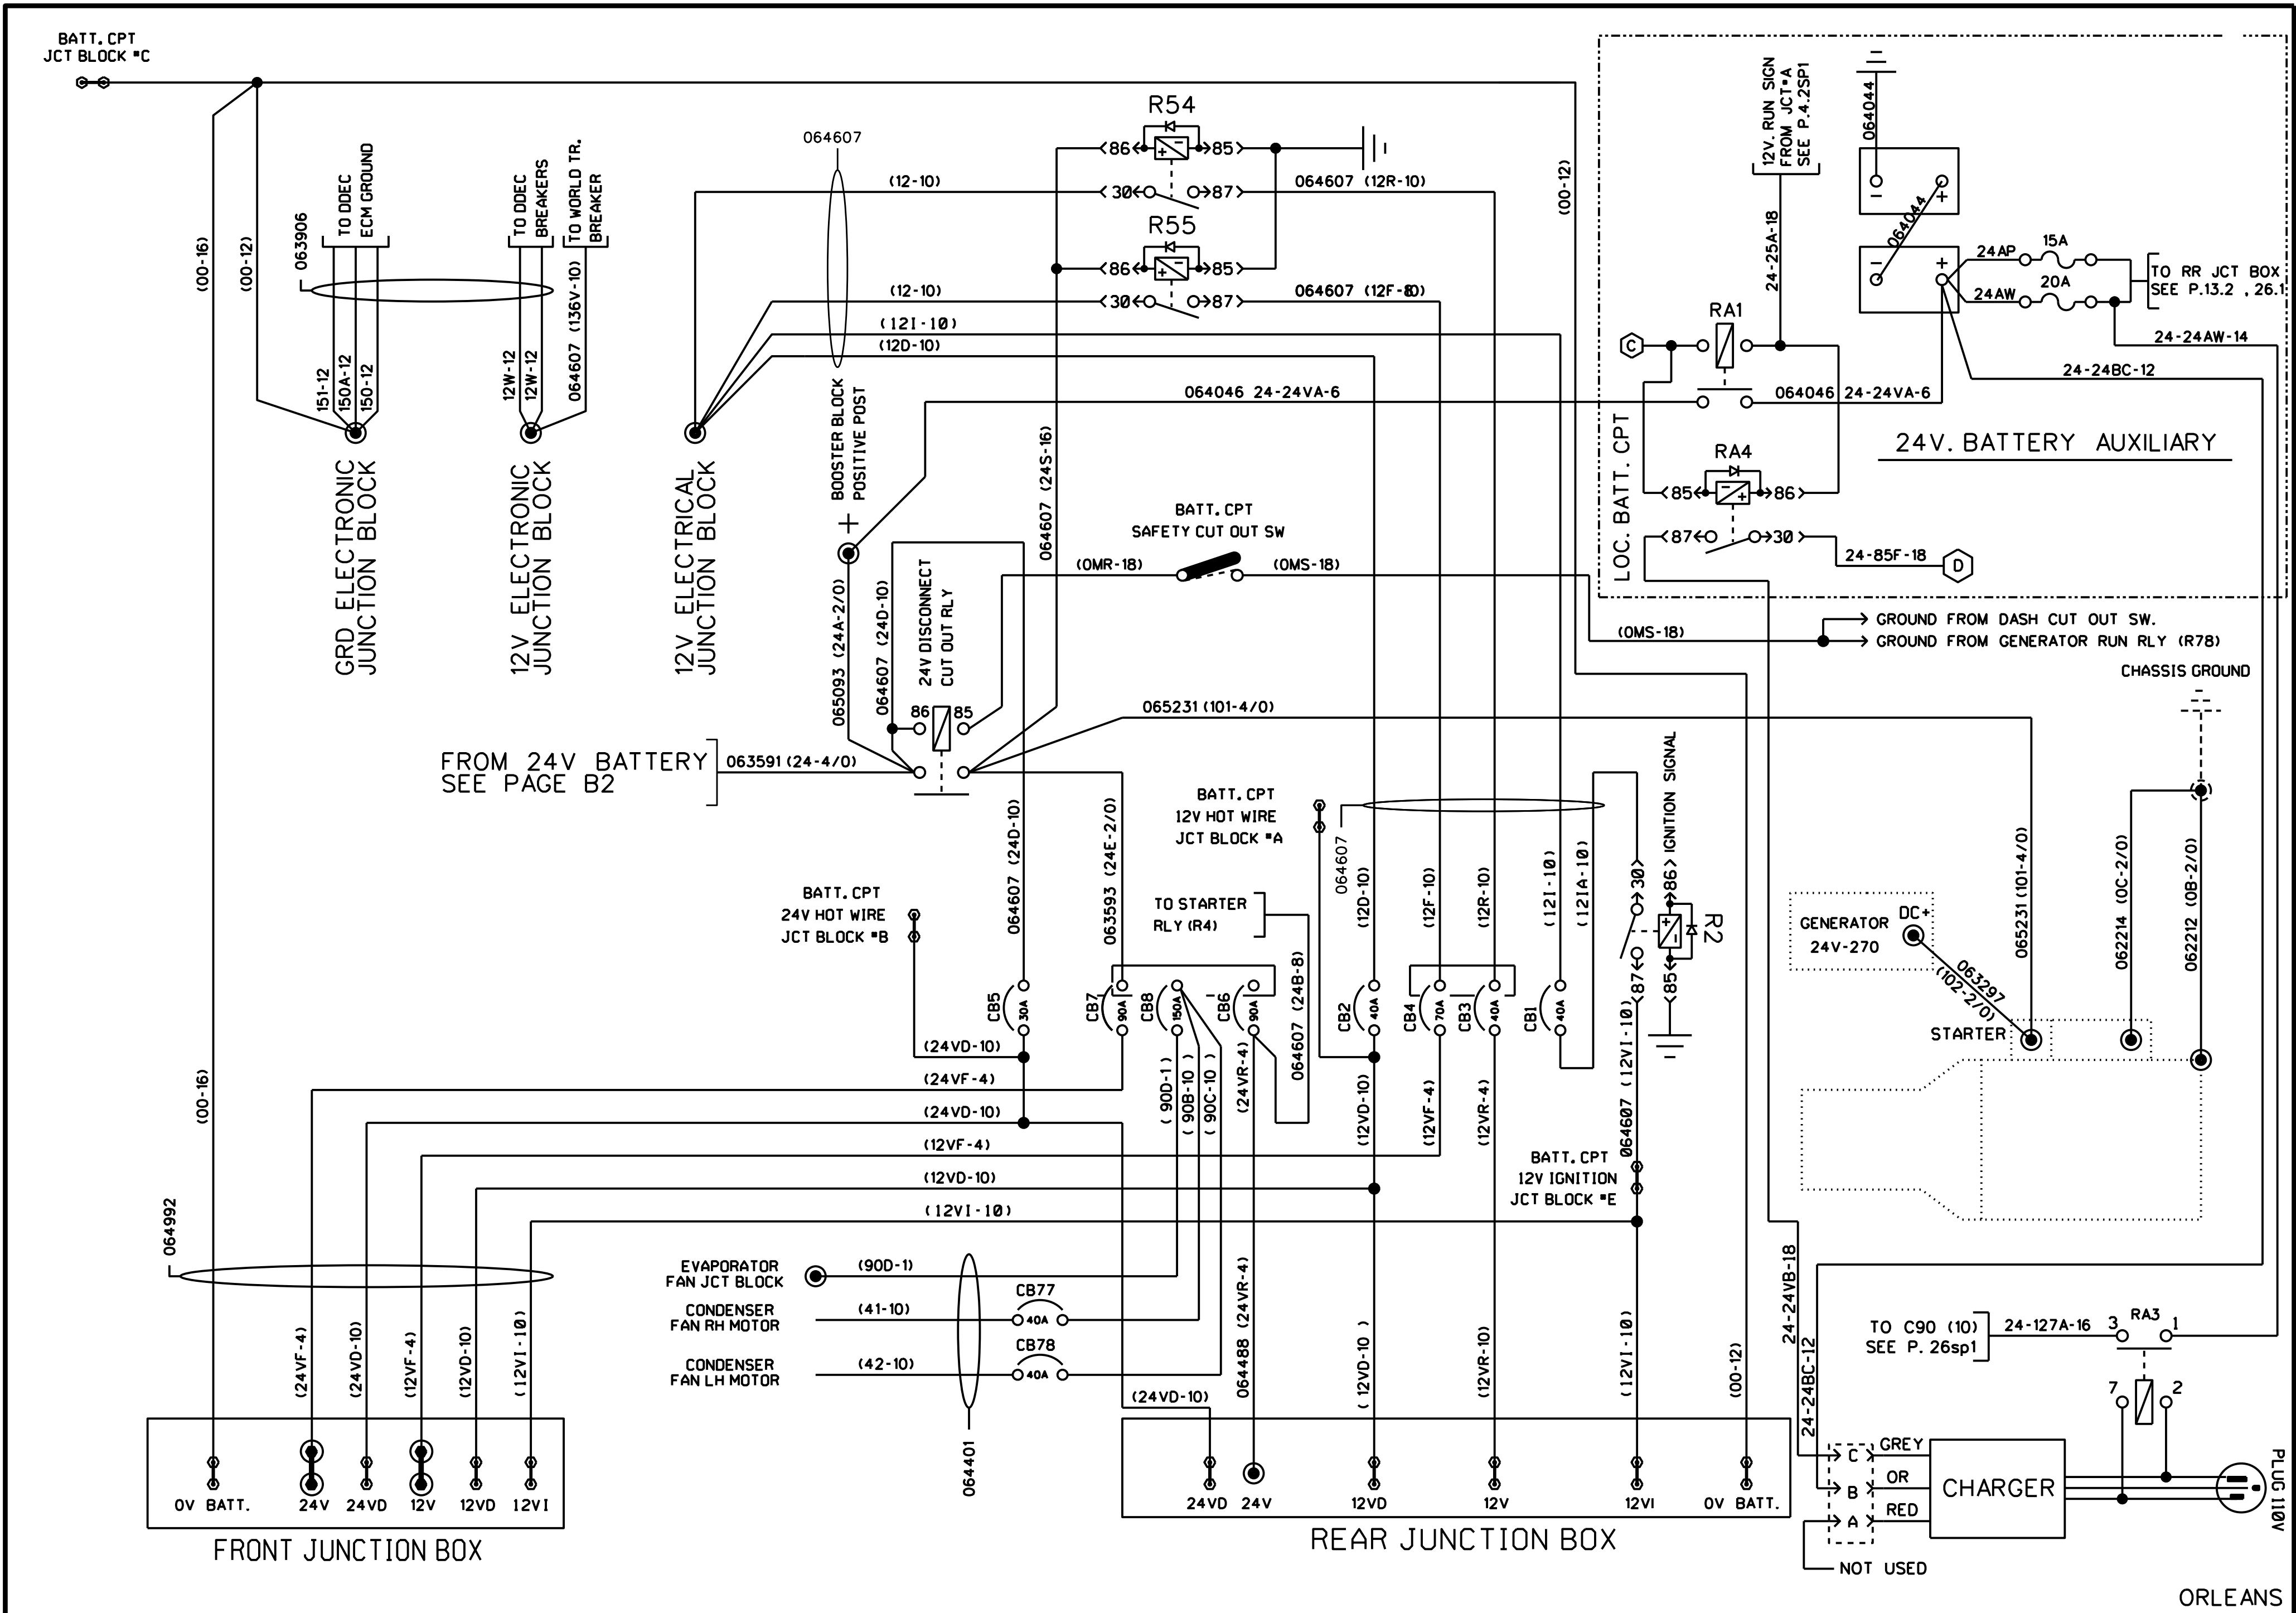 BATT. CPT
JCT BLOCK "C
(00-16)
(00-12)
063906
TO DDEC
ECM GROUND
151-12
150A-12
150-12
TO DDEC
BREAKERS
TO WORLD TR.
BREAKER
12W-12
12W-12
064607 (136V-10)
GRD ELECTRONIC
JUNCTION BLOCK
12V ELECTRONIC
JUNCTION BLOCK
12V ELECTRICAL
JUNCTION BLOCK
064607
(12-10)
(12-10)
(12I-10)
(12D-10)
R54
86
+ -
85
30
87
064607 (12R-10)
R55
86
+ -
85
30
87
064607 (12F-8)
(00-12)
BOOSTER BLOCK
POSITIVE POST
+
064046 24-24VA-6
064607 (24S-16)
BATT. CPT
SAFETY CUT OUT SW
(0MR-18)
(0MS-18)
(0MS-18)
GROUND FROM DASH CUT OUT SW.
GROUND FROM GENERATOR RUN RLY (R78)
065093 (24A-2/0)
064607 (24D-10)
24V DISCONNECT
CUT OUT RLY
86
85
065231 (101-4/0)
FROM 24V BATTERY
SEE PAGE B2
063591 (24-4/0)
12V. RUN SIGN
FROM JCT"A
SEE P.4.2SP1
24-25A-18
064044
-
+
064044
-
+
24AP
15A
24AW
20A
TO RR JCT BOX
SEE P.13.2 , 26.1
24-24AW-14
24-24BC-12
C
RA1
064046 24-24VA-6
24V. BATTERY AUXILIARY
LOC. BATT. CPT
RA4
85
- +
86
87
30
24-85F-18
D
CHASSIS GROUND
064607 (24D-10)
063593 (24E-2/0)
BATT. CPT
12V HOT WIRE
JCT BLOCK "A
064607
BATT. CPT
24V HOT WIRE
JCT BLOCK "B
TO STARTER
RLY (R4)
064607 (24B-8)
(12D-10)
(12F-10)
(12R-10)
(12I-10)
(12IA-10)
30
86
IGNITION SIGNAL
+ -
R2
87
85
CB5
30A
CB7
90A
CB8
150A
CB6
90A
CB2
40A
CB4
70A
CB3
40A
CB1
40A
GENERATOR
24V-270
DC+
063297
(102-2/0)
STARTER
065231 (101-4/0)
062214 (0C-2/0)
062212 (0B-2/0)
(24VD-10)
(24VF-4)
(24VD-10)
(12VF-4)
(12VD-10)
(12VI-10)
(90D-1)
(90B-10 )
(90C-10 )
(24VR-4)
(12VD-10)
(12VF-4)
(12VR-4)
064607 (12VI-10)
BATT. CPT
12V IGNITION
JCT BLOCK "E
(00-16)
064992
EVAPORATOR
FAN JCT BLOCK
(90D-1)
CONDENSER
FAN RH MOTOR
(41-10)
CB77
40A
CONDENSER
FAN LH MOTOR
(42-10)
CB78
40A
064401
(24VF-4)
(24VD-10)
(12VF-4)
(12VD-10)
(12VI-10)
(24VD-10)
064488 (24VR-4)
(12VD-10 )
(12VR-10)
(12VI-10)
(00-12)
24-24VB-18
24-24BC-12
TO C90 (10)
SEE P. 26sp1
24-127A-16
3
RA3
1
7
2
0V BATT.
24V
24VD
12V
12VD
12VI
FRONT JUNCTION BOX
24VD
24V
12VD
12V
12VI
0V BATT.
REAR JUNCTION BOX
C
GREY
B
OR
A
RED
NOT USED
CHARGER
PLUG 110V
ORLEANS